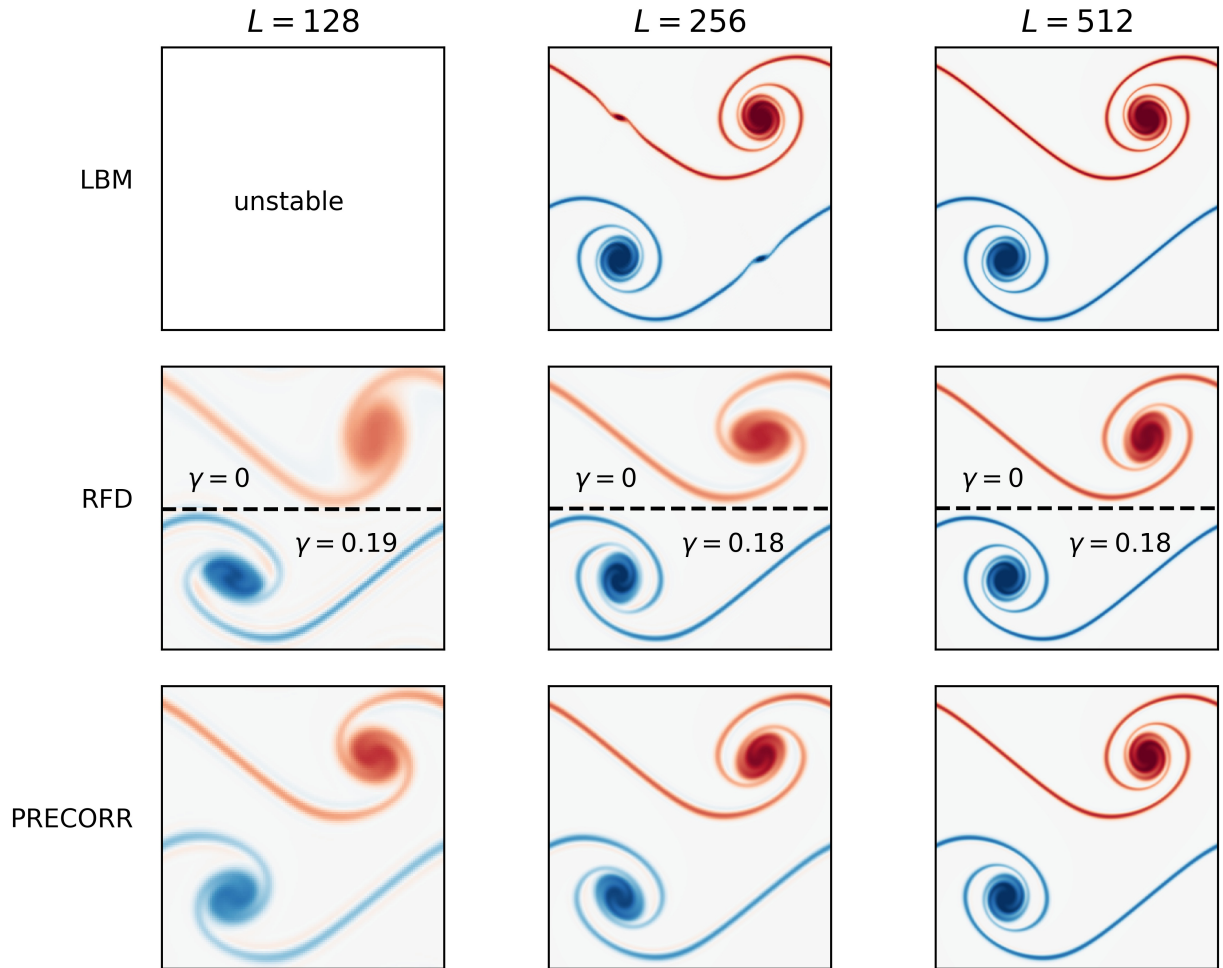 L = 128
L = 256
L = 512
LBM
unstable
RFD
γ = 0
γ = 0.19
γ = 0
γ = 0.18
γ = 0
γ = 0.18
PRECORR